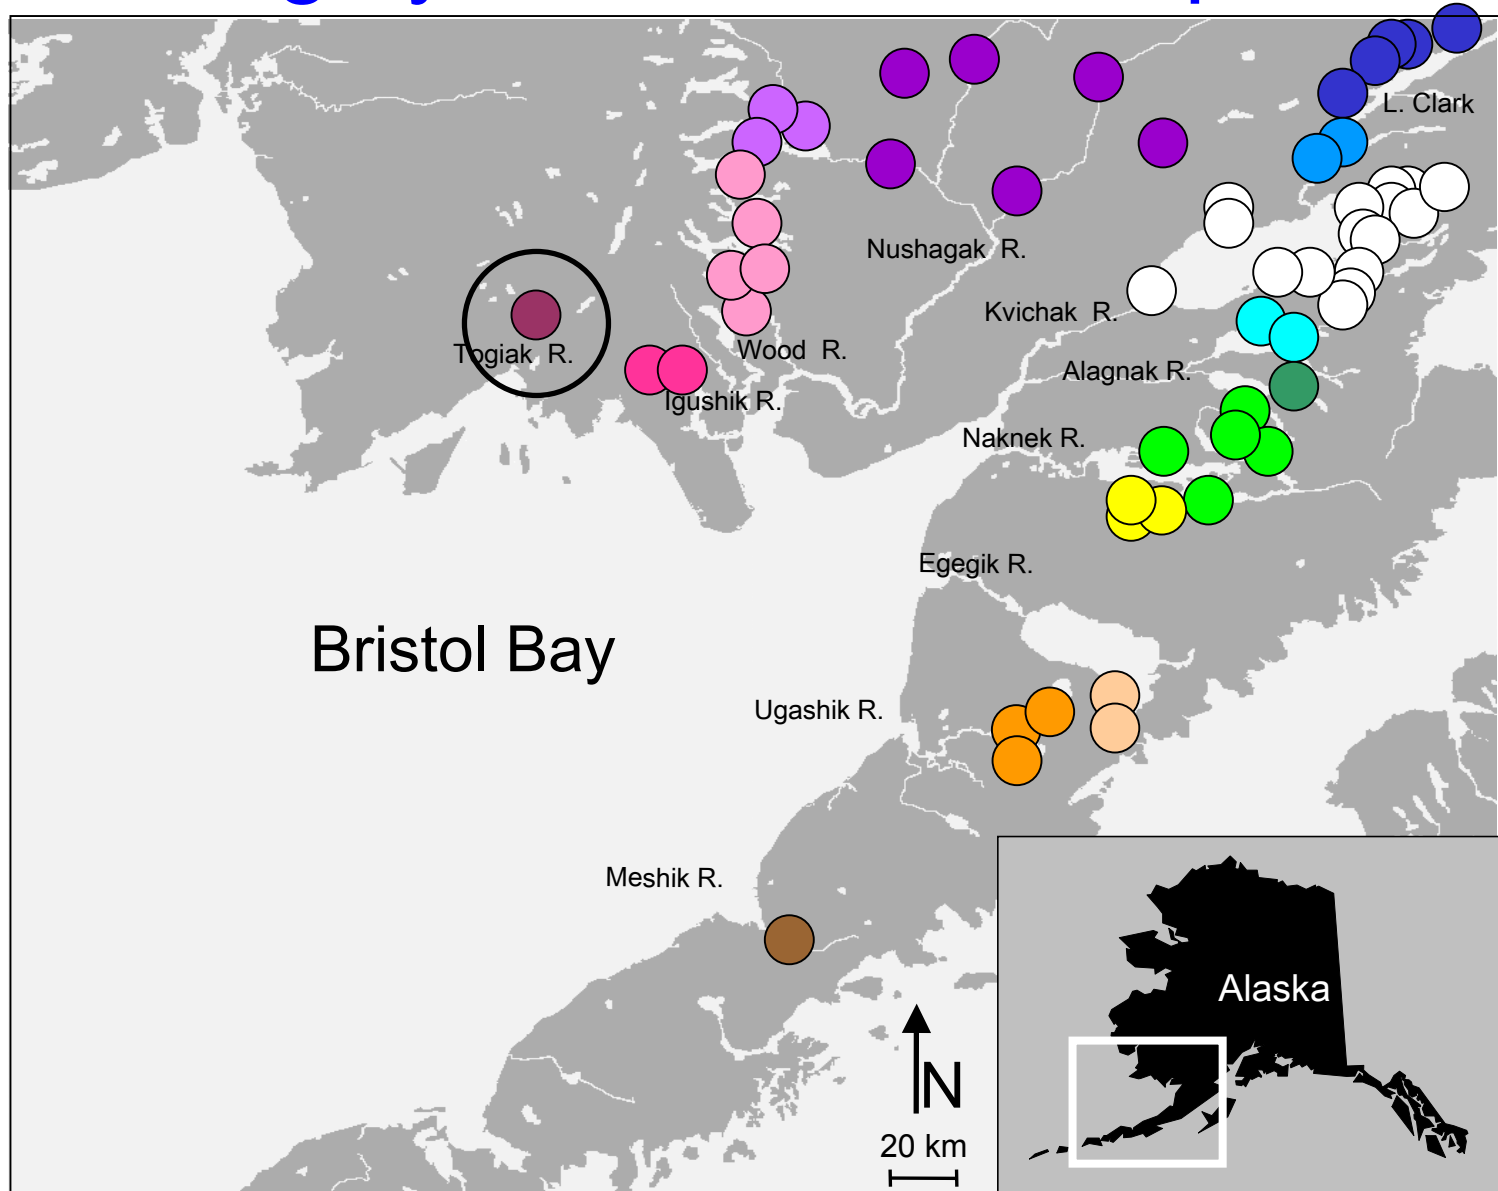 L. Clark
Nushagak R.
Kvichak R.
Togiak R.
Wood R.
Alagnak R.
Igushik R.
Naknek R.
Egegik R.
Bristol Bay
Ugashik R.
Meshik R.
Alaska
N
20 km